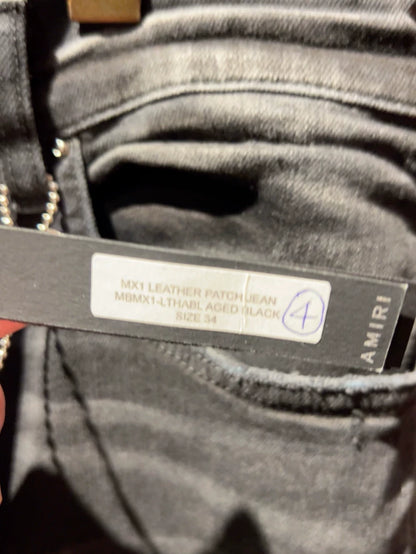 MX1 LEATHER PATCH JEAN
MBMX1-LTHABL AGED BLACK
SIZE 34
4
AMIRI